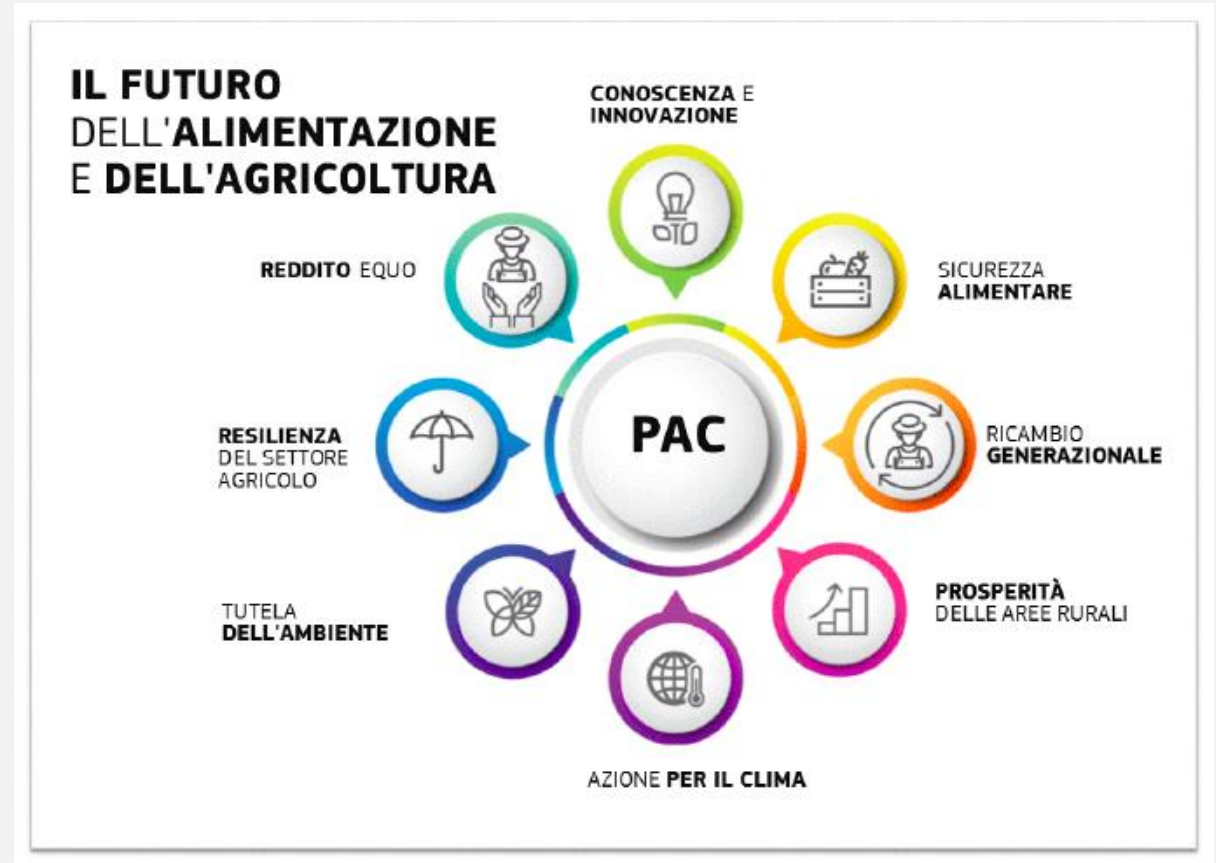 IL FUTURO
DELL'ALIMENTAZIONE
E DELL'AGRICOLTURA
CONOSCENZA E
INNOVAZIONE
REDDITO EQUO
SICUREZZA
ALIMENTARE
RESILIENZA
DEL SETTORE
AGRICOLO
PAC
RICAMBIO
GENERAZIONALE
TUTELA
DELL'AMBIENTE
PROSPERITÀ
DELLE AREE RURALI
AZIONE PER IL CLIMA